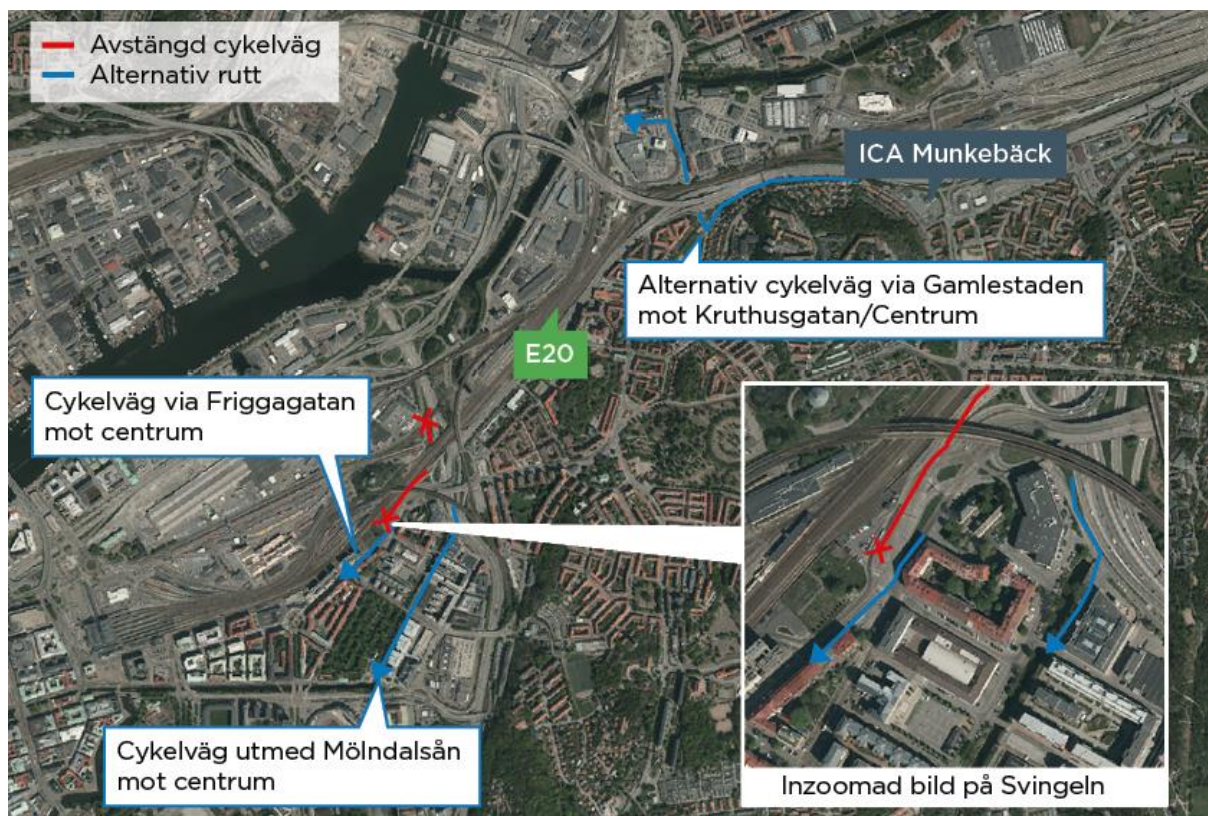 Avstängd cykelväg
Alternativ rutt
ICA Munkebäck
Alternativ cykelväg via Gamlestaden
mot Kruthusgatan/Centrum
E20
Cykelväg via Friggagatan
mot centrum
Cykelväg utmed Mölndalsån
mot centrum
Inzoomad bild på Svingeln